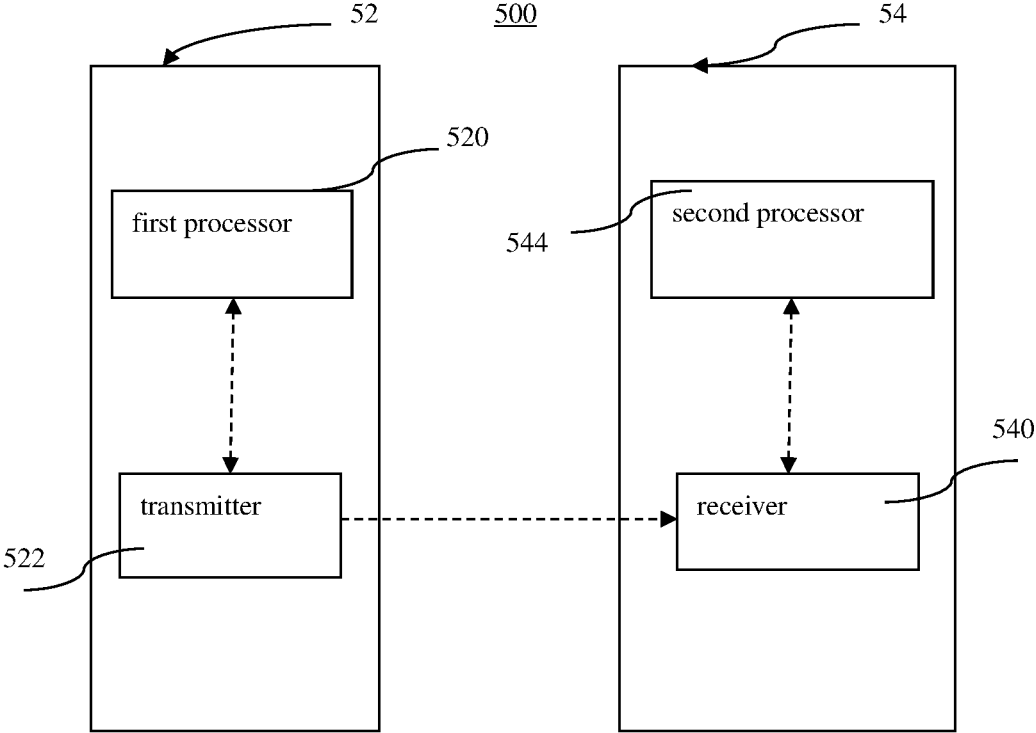 52
500
54
520
first processor
second processor
544
540
transmitter
receiver
522